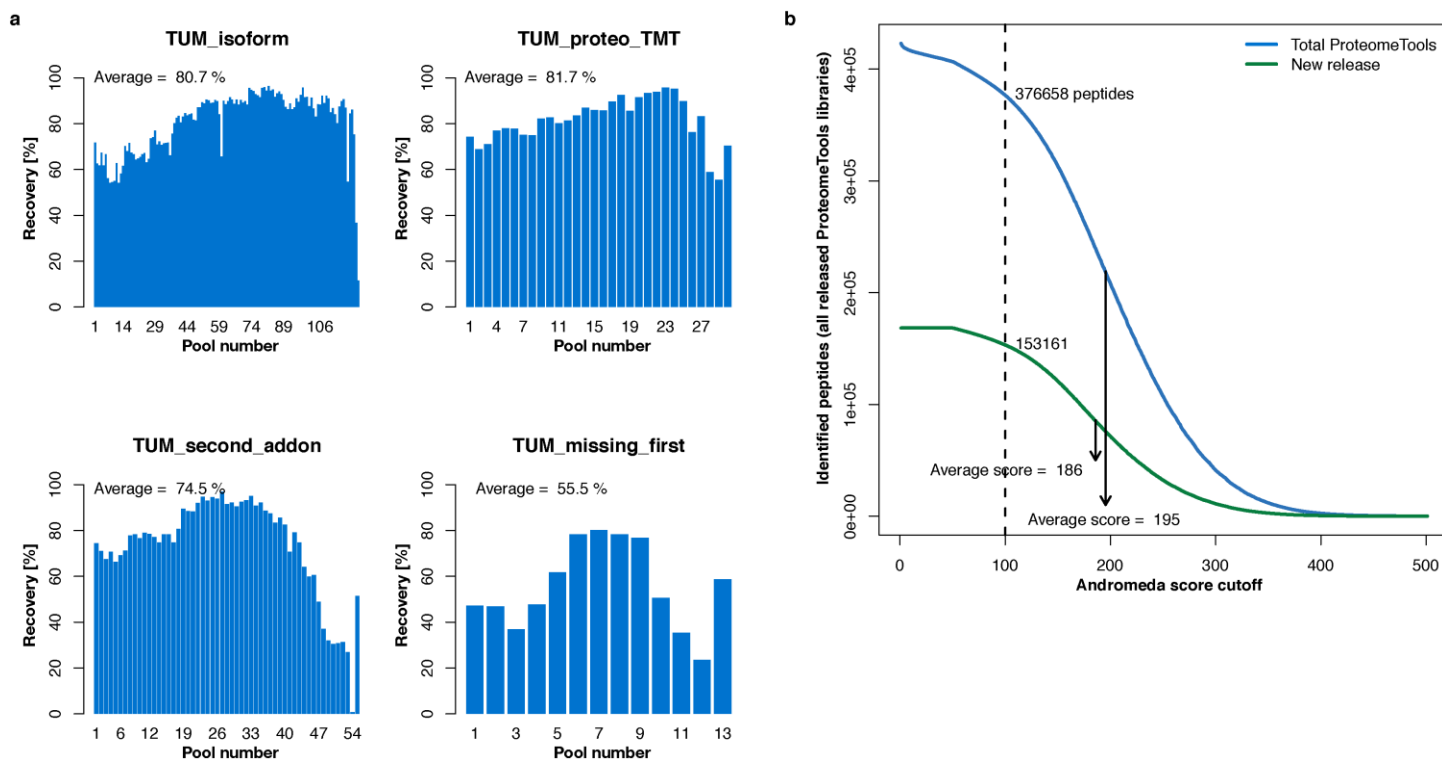 a
TUM_isoform
Average = 80.7 %
Recovery [%]
0 20 40 60 80 100
1 14 29 44 59 74 89 106
Pool number
TUM_proteo_TMT
Average = 81.7 %
Recovery [%]
0 20 40 60 80 100
1 4 7 11 15 19 23 27
Pool number
TUM_second_addon
Average = 74.5 %
Recovery [%]
0 20 40 60 80 100
1 6 12 19 26 33 40 47 54
Pool number
TUM_missing_first
Average = 55.5 %
Recovery [%]
0 20 40 60 80 100
1 3 5 7 9 11 13
Pool number
b
Total ProteomeTools
New release
376658 peptides
153161
Average score = 186
Average score = 195
Identified peptides (all released ProteomeTools libraries)
0e+00 1e+05 2e+05 3e+05 4e+05
0 100 200 300 400 500
Andromeda score cutoff